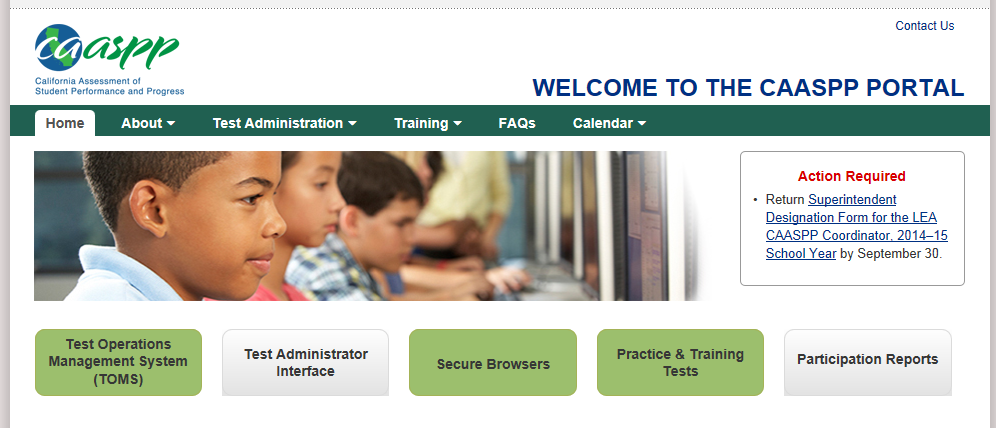 Contact Us
caaspp
California Assessment of
Student Performance and Progress
WELCOME TO THE CAASPP PORTAL
Home About Test Administration Training FAQs Calendar
Action Required
• Return Superintendent
Designation Form for the LEA
CAASPP Coordinator, 2014–15
School Year by September 30.
Test Operations
Management System
(TOMS)
Test Administrator
Interface
Secure Browsers
Practice & Training
Tests
Participation Reports